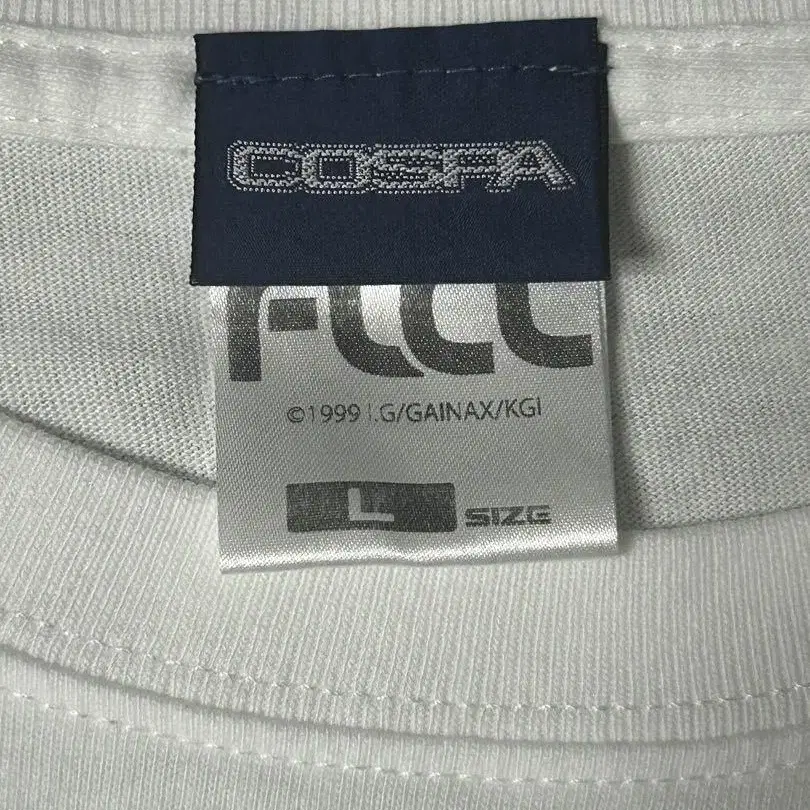 COSPA
FLCL
©1999 I.G/GAINAX/KGI
L SIZE